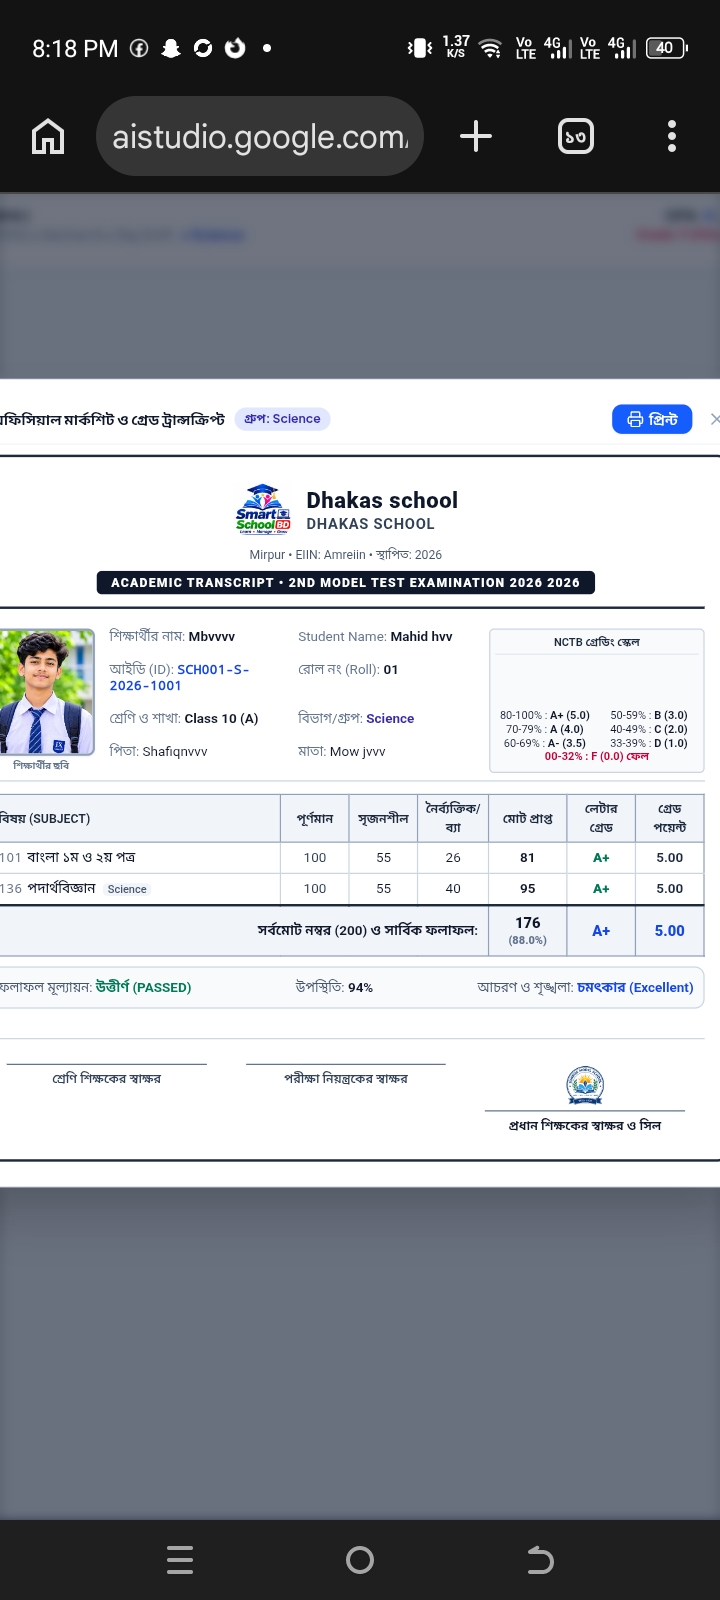 8:18 PM
1.37 K/S Vo LTE 4G Vo LTE 4G 40
aistudio.google.com/
১৩
ফিসিয়াল মার্কশিট ও গ্রেড ট্রান্সক্রিপ্ট গ্রুপ: Science প্রিন্ট
Smart School BD
Learn • Manage • Grow
Dhakas school
DHAKAS SCHOOL
Mirpur • EIIN: Amreiin • স্থাপিত: 2026
ACADEMIC TRANSCRIPT • 2ND MODEL TEST EXAMINATION 2026 2026
শিক্ষার্থীর ছবি
শিক্ষার্থীর নাম: Mbvvvv
Student Name: Mahid hvv
আইডি (ID): SCH001-S-
2026-1001
রোল নং (Roll): 01
শ্রেণি ও শাখা: Class 10 (A)
বিভাগ/গ্রুপ: Science
পিতা: Shafiqnvvv
মাতা: Mow jvvv
NCTB গ্রেডিং স্কেল
80-100% : A+ (5.0) 50-59% : B (3.0)
70-79% : A (4.0) 40-49% : C (2.0)
60-69% : A- (3.5) 33-39% : D (1.0)
00-32% : F (0.0) ফেল
বিষয় (SUBJECT) পূর্ণমান সৃজনশীল নৈর্ব্যক্তিক/ব্যা মোট প্রাপ্ত লেটার গ্রেড গ্রেড পয়েন্ট
101 বাংলা ১ম ও ২য় পত্র 100 55 26 81 A+ 5.00
136 পদার্থবিজ্ঞান Science 100 55 40 95 A+ 5.00
সর্বমোট নম্বর (200) ও সার্বিক ফলাফল: 176 (88.0%) A+ 5.00
ফলাফল মূল্যায়ন: উত্তীর্ণ (PASSED) উপস্থিতি: 94% আচরণ ও শৃঙ্খলা: চমৎকার (Excellent)
শ্রেণি শিক্ষকের স্বাক্ষর
পরীক্ষা নিয়ন্ত্রকের স্বাক্ষর
প্রধান শিক্ষকের স্বাক্ষর ও সিল